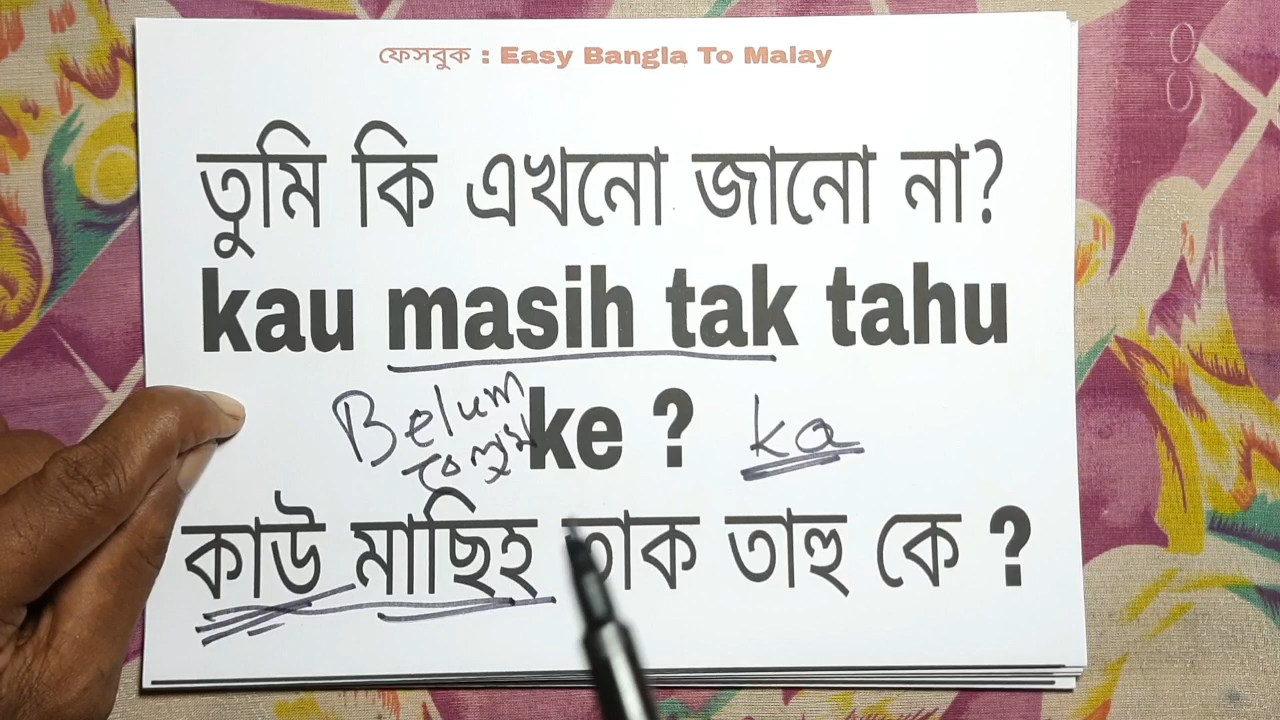 ফেসবুক : Easy Bangla To Malay
তুমি কি এখনো জানো না?
kau masih tak tahu
Belum ke ? ka
বেলুম
কাউ মাছিহ তাক তাহু কে ?